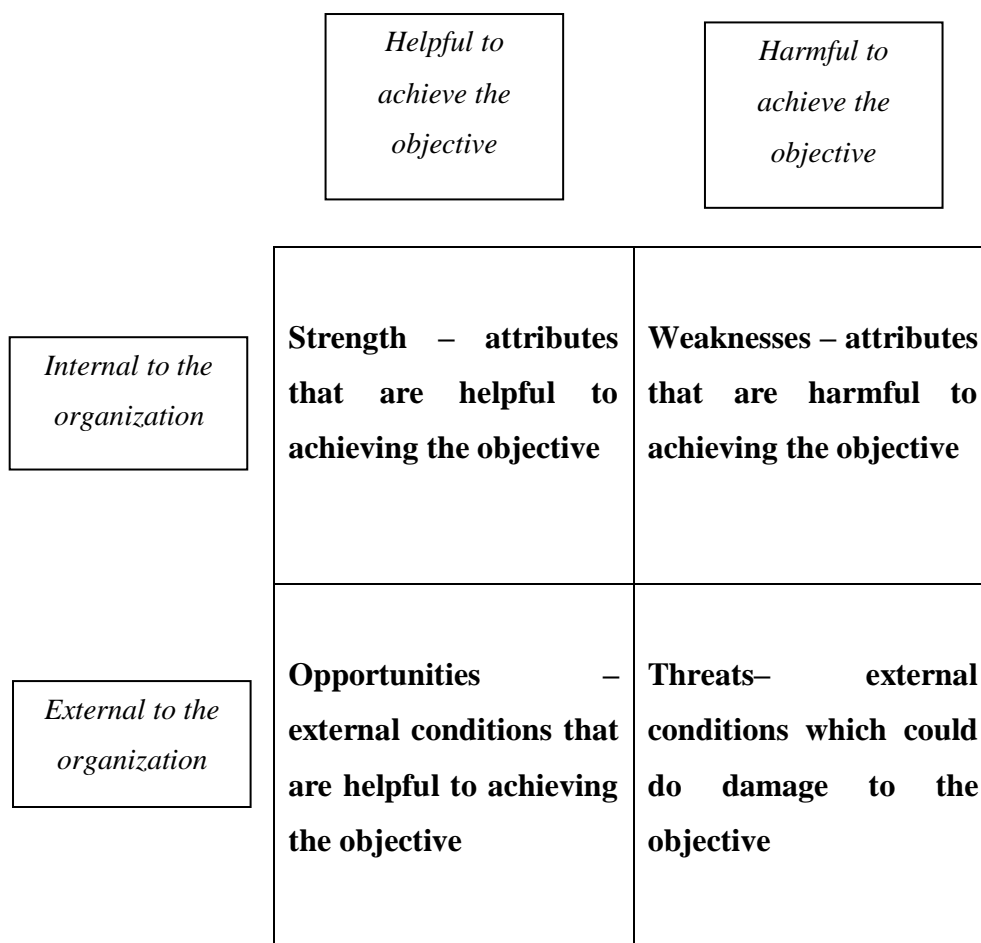 Helpful to
achieve the
objective
Harmful to
achieve the
objective
Internal to the
organization
Strength – attributes
that are helpful to
achieving the objective
Weaknesses – attributes
that are harmful to
achieving the objective
External to the
organization
Opportunities –
external conditions that
are helpful to achieving
the objective
Threats– external
conditions which could
do damage to the
objective